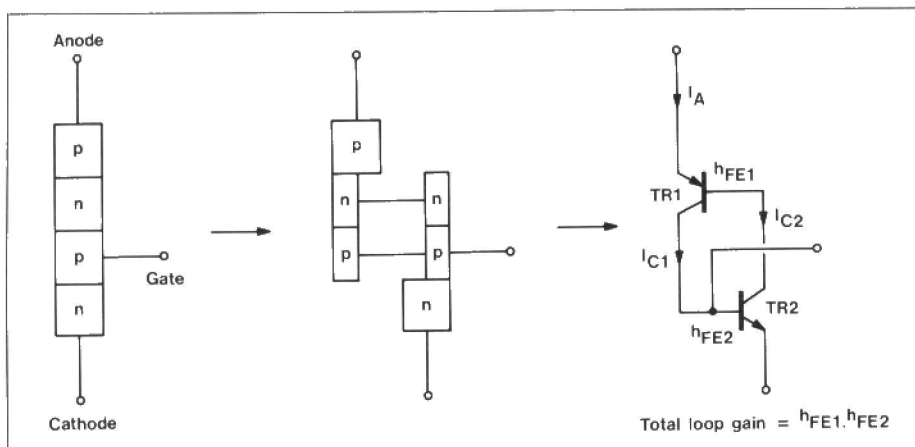 Anode
p
n
p
n
Gate
Cathode
p
n
n
p
p
n
I_A
h_FE1
TR1
I_C2
I_C1
TR2
h_FE2
Total loop gain = h_FE1.h_FE2